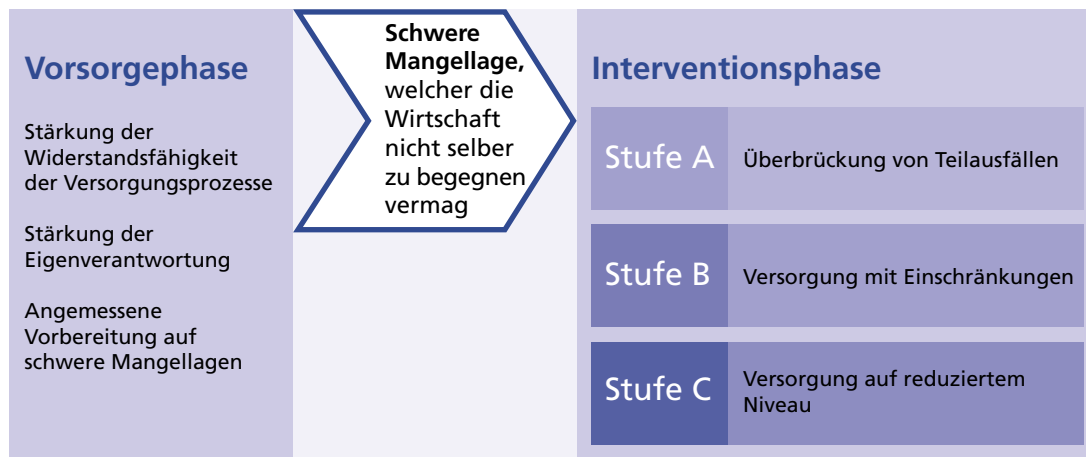 Vorsorgephase
Stärkung der
Widerstandsfähigkeit
der Versorgungsprozesse
Stärkung der
Eigenverantwortung
Angemessene
Vorbereitung auf
schwere Mangellagen
Schwere
Mangellage,
welcher die
Wirtschaft
nicht selber
zu begegnen
vermag
Interventionsphase
Stufe A
Überbrückung von Teilausfällen
Stufe B
Versorgung mit Einschränkungen
Stufe C
Versorgung auf reduziertem
Niveau